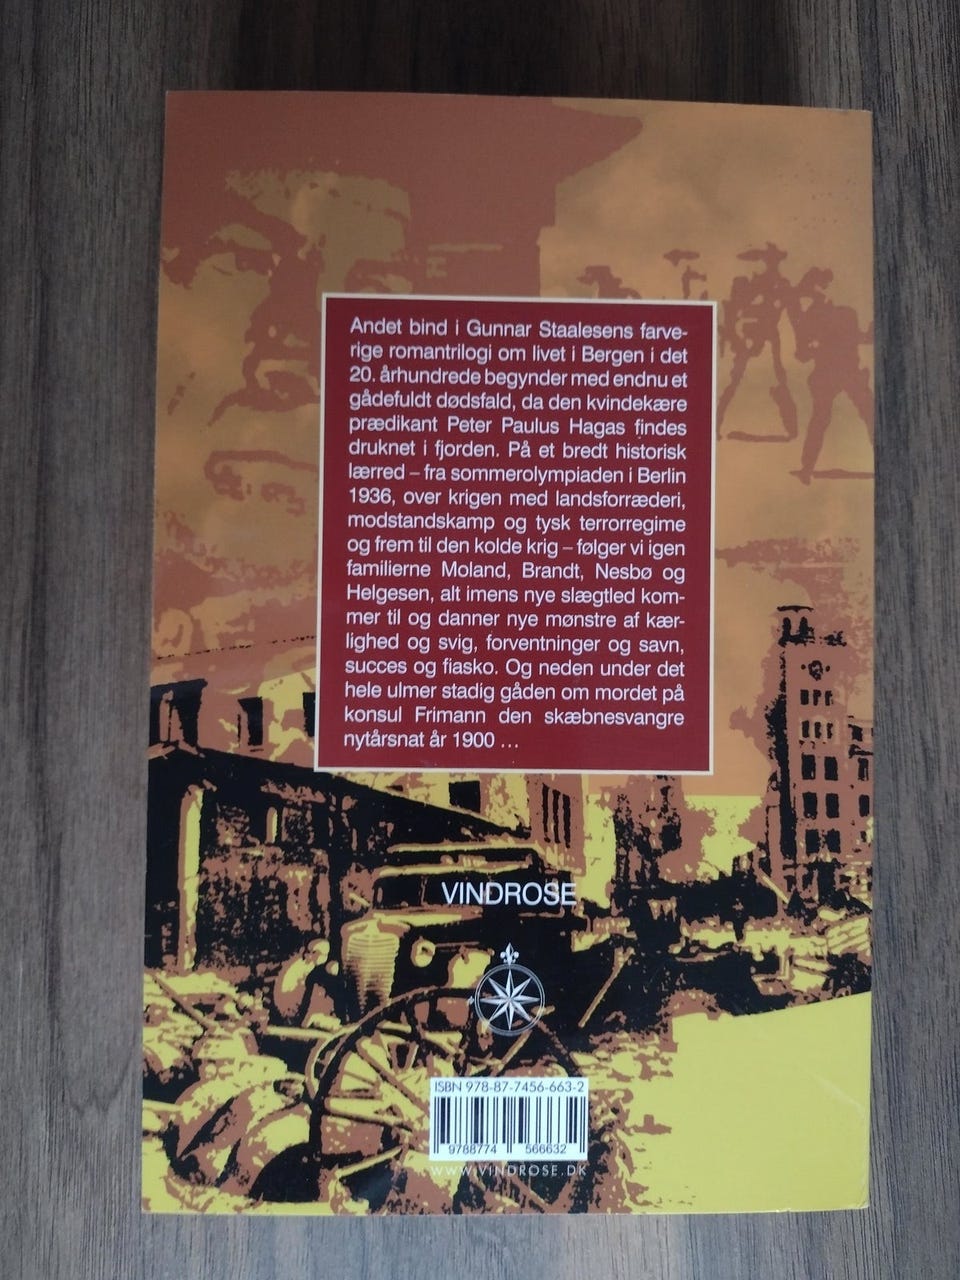 Andet bind i Gunnar Staalesens farve-
rige romantrilogi om livet i Bergen i det
20. århundrede begynder med endnu et
gådefuldt dødsfald, da den kvindekære
prædikant Peter Paulus Hagas findes
druknet i fjorden. På et bredt historisk
lærred – fra sommerolympiaden i Berlin
1936, over krigen med landsforræderi,
modstandskamp og tysk terrorregime
og frem til den kolde krig – følger vi igen
familierne Moland, Brandt, Nesbø og
Helgesen, alt imens nye slægtled kom-
mer til og danner nye mønstre af kær-
lighed og svig, forventninger og savn,
succes og fiasko. Og neden under det
hele ulmer stadig gåden om mordet på
konsul Frimann den skæbnesvangre
nytårsnat år 1900 ...
VINDROSE
ISBN 978-87-7456-663-2
9788774 566632
WWW.VINDROSE.DK